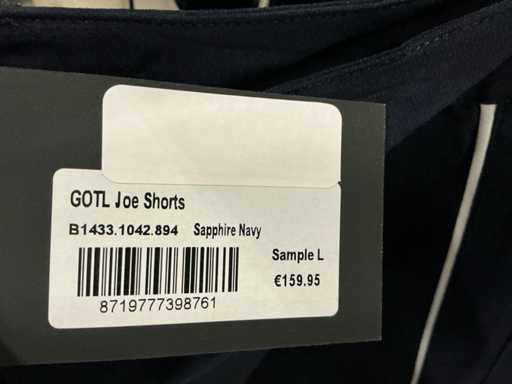 GOTL Joe Shorts
B1433.1042.894 Sapphire Navy
Sample L
€159.95
8719777398761